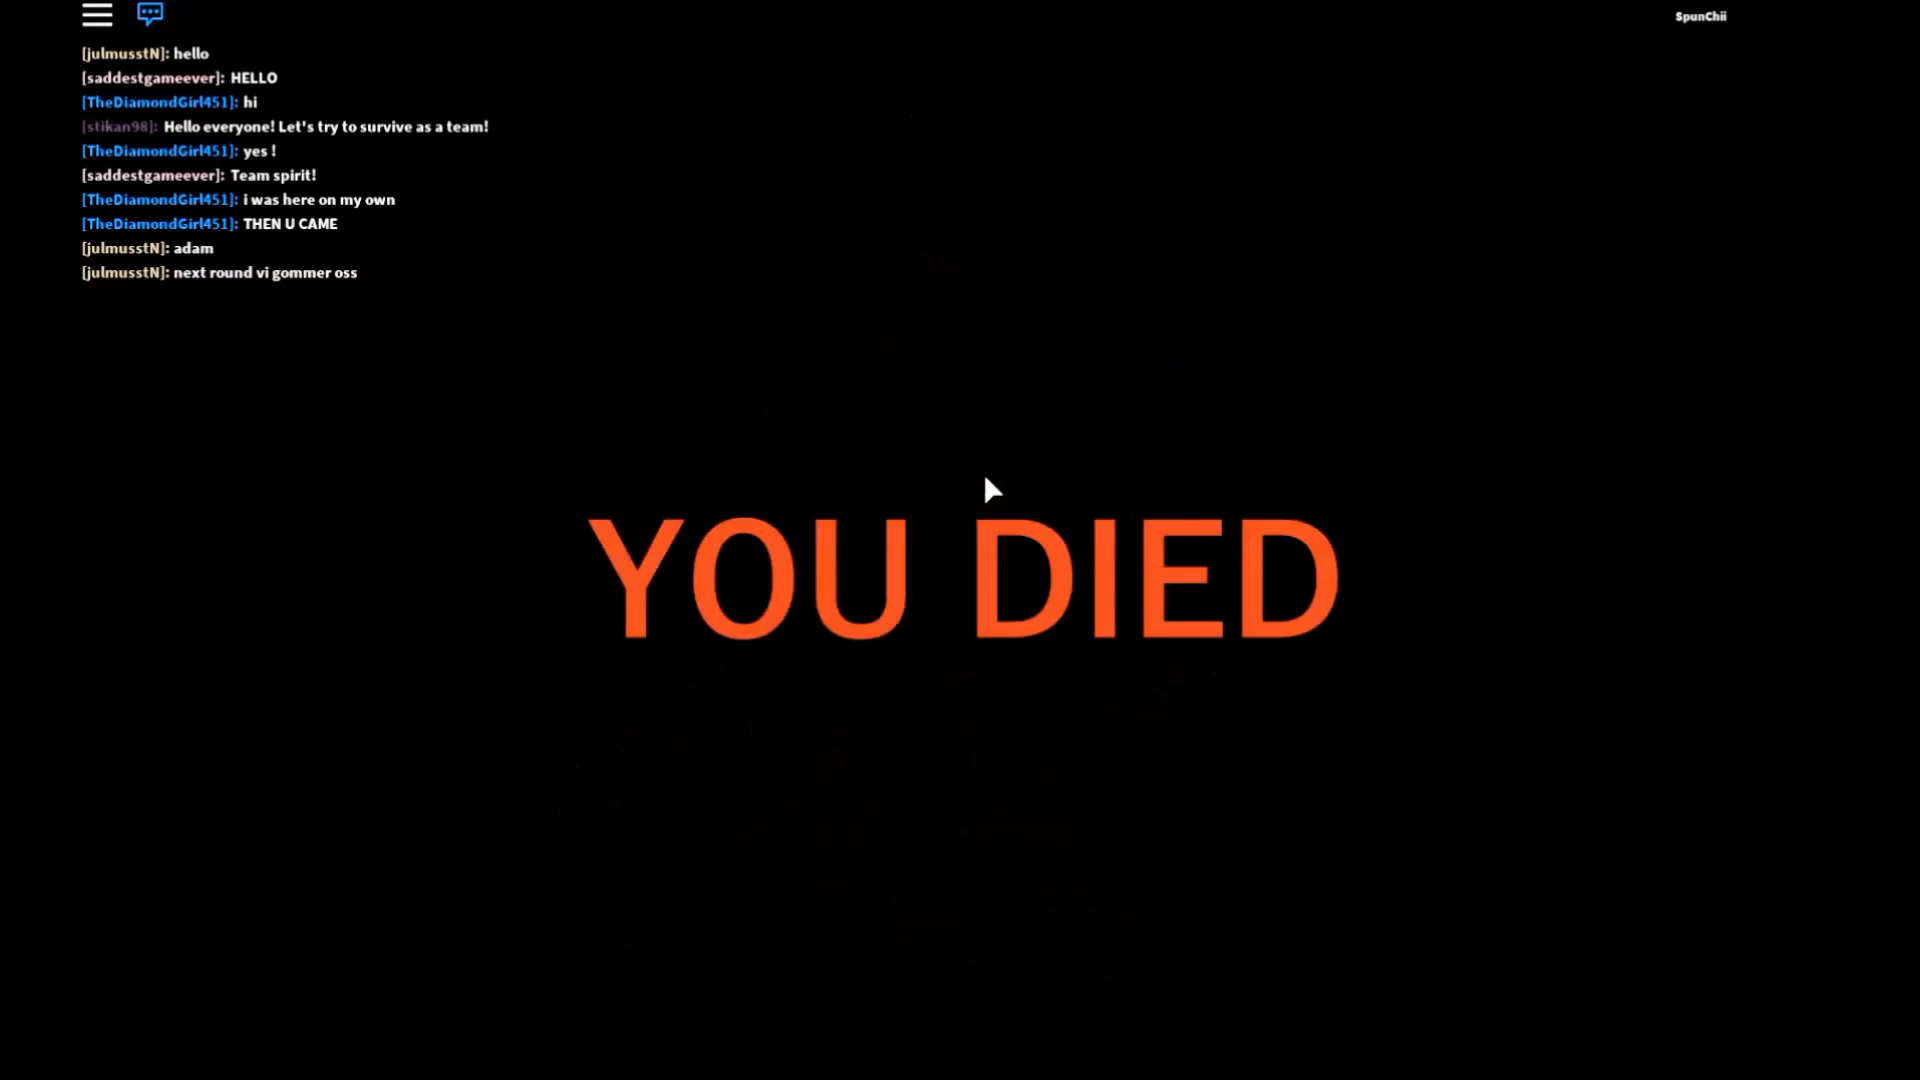 SpunChii
[julmusstN]: hello
[saddestgameever]: HELLO
[TheDiamondGirl451]: hi
[stikan98]: Hello everyone! Let's try to survive as a team!
[TheDiamondGirl451]: yes !
[saddestgameever]: Team spirit!
[TheDiamondGirl451]: i was here on my own
[TheDiamondGirl451]: THEN U CAME
[julmusstN]: adam
[julmusstN]: next round vi gommer oss
YOU DIED